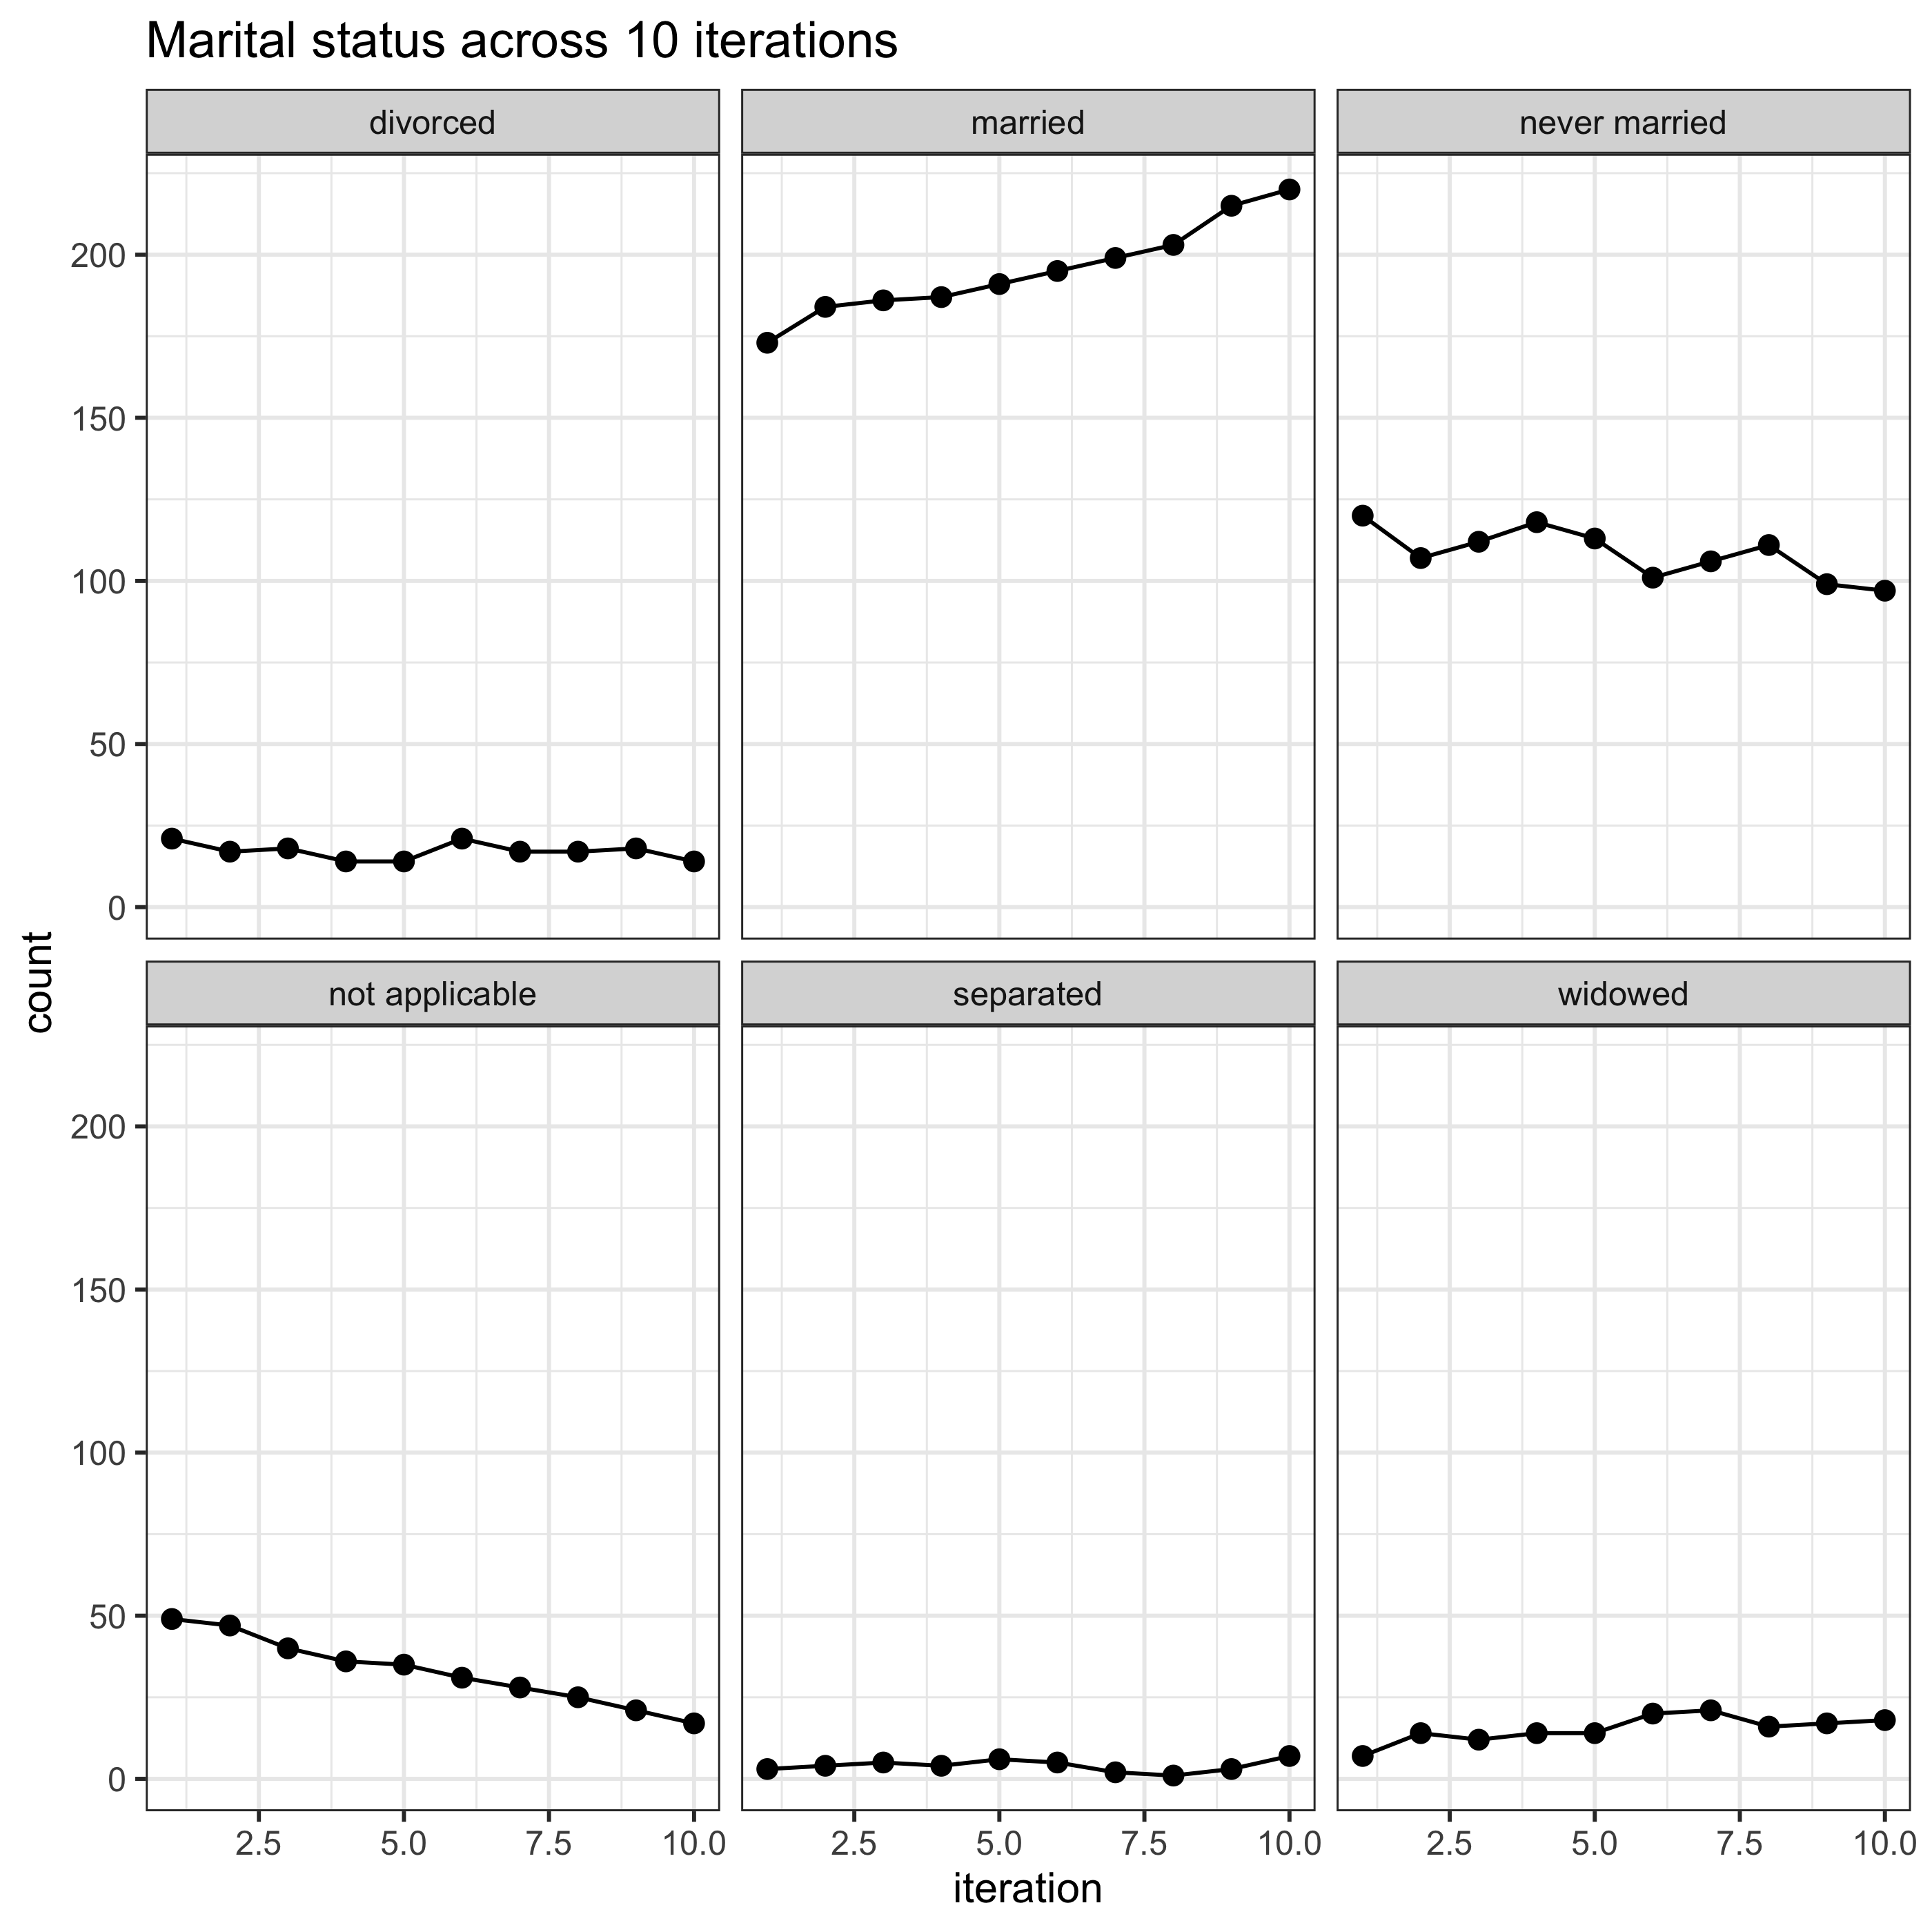 Marital status across 10 iterations
divorced
married
never married
200
150
100
50
0
count
not applicable
separated
widowed
200
150
100
50
0
2.5 5.0 7.5 10.0 2.5 5.0 7.5 10.0 2.5 5.0 7.5 10.0
iteration